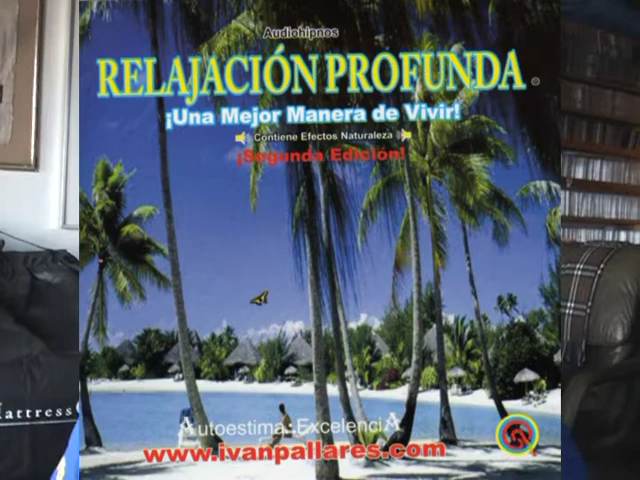 Audiohipnos
RELAJACIÓN PROFUNDA
¡Una Mejor Manera de Vivir!
Contiene Efectos Naturaleza
¡Segunda Edición!
Autoestima Excelencia
www.ivanpallares.com
Mattress